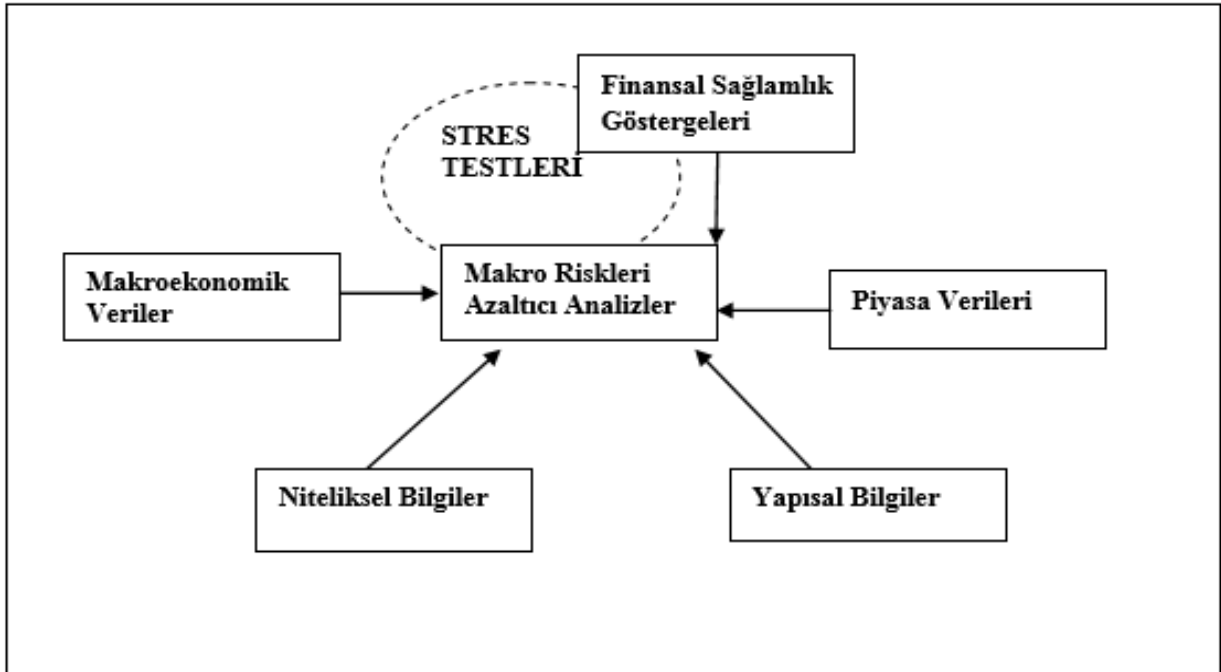 Finansal Sağlamlık
Göstergeleri
STRES
TESTLERİ
Makroekonomik
Veriler
Makro Riskleri
Azaltıcı Analizler
Piyasa Verileri
Niteliksel Bilgiler
Yapısal Bilgiler